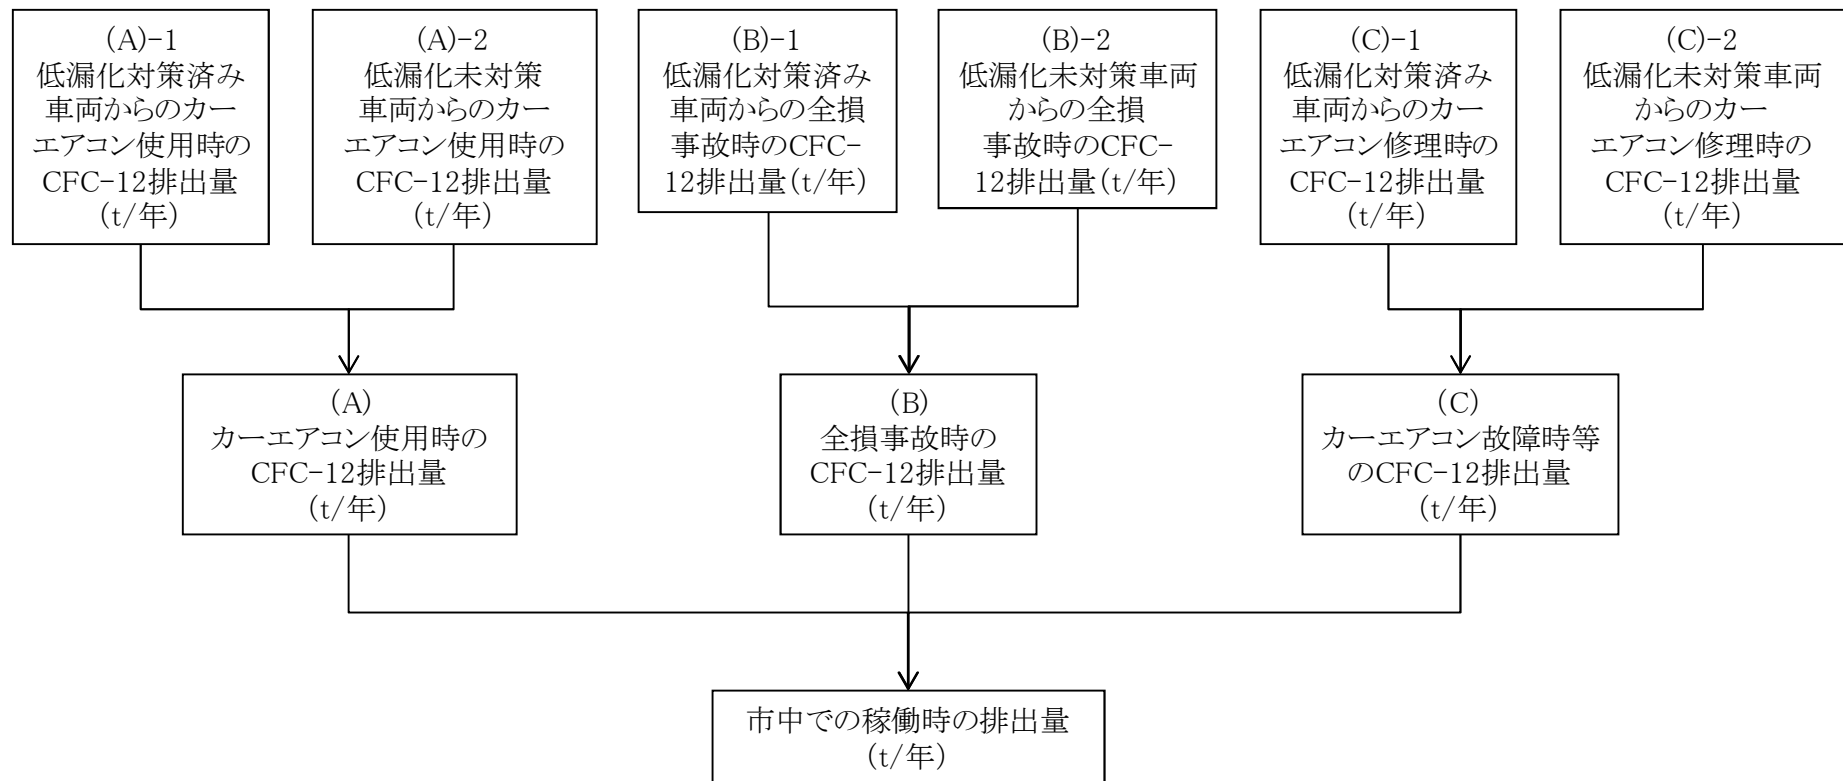 (A)-1
低漏化対策済み
車両からのカー
エアコン使用時の
CFC-12排出量
(t/年)
(A)-2
低漏化未対策
車両からのカー
エアコン使用時の
CFC-12排出量
(t/年)
(B)-1
低漏化対策済み
車両からの全損
事故時のCFC-
12排出量(t/年)
(B)-2
低漏化未対策車両
からの全損
事故時のCFC-
12排出量(t/年)
(C)-1
低漏化対策済み
車両からのカー
エアコン修理時の
CFC-12排出量
(t/年)
(C)-2
低漏化未対策車両
からのカー
エアコン修理時の
CFC-12排出量
(t/年)
(A)
カーエアコン使用時の
CFC-12排出量
(t/年)
(B)
全損事故時の
CFC-12排出量
(t/年)
(C)
カーエアコン故障時等
のCFC-12排出量
(t/年)
市中での稼働時の排出量
(t/年)